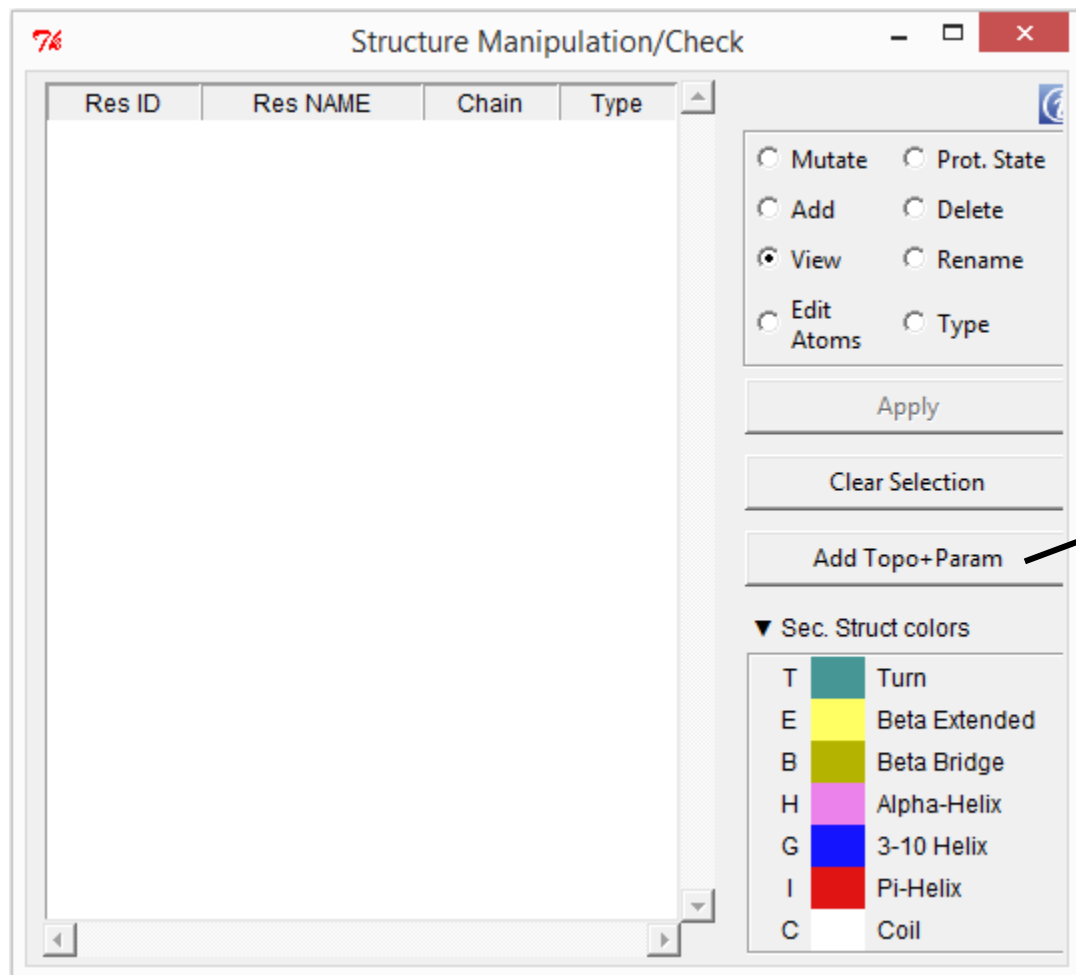 Structure Manipulation/Check
Res ID Res NAME Chain Type
Mutate Prot. State
Add Delete
View Rename
Edit
Atoms
Type
Apply
Clear Selection
Add Topo+Param
▼ Sec. Struct colors
T Turn
E Beta Extended
B Beta Bridge
H Alpha-Helix
G 3-10 Helix
I Pi-Helix
C Coil